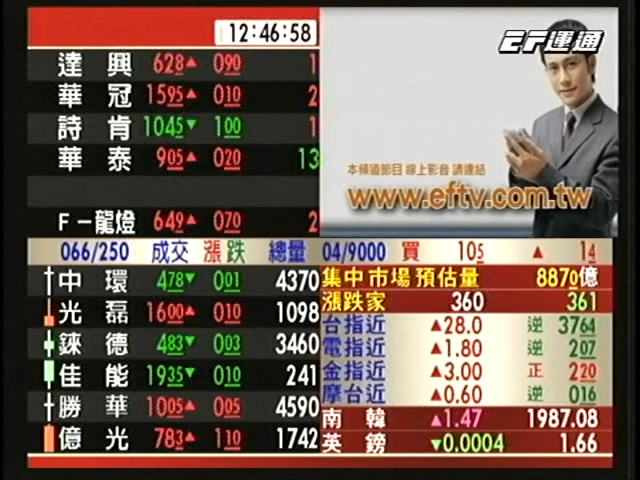 12:46:58
EF運通
達興 628▲ 090 1
華冠 1595▲ 010 2
詩肯 1045▼ 100 1
華泰 905▲ 020 13
F－龍燈 649▲ 070 2
本頻道節目 線上影音 請連結
www.eftv.com.tw
066/250 成交 漲跌 總量 04/9000 買 105 ▲ 14
中環 478▼ 001 4370
光磊 1600▲ 010 1098
錸德 483▼ 003 3460
佳能 1935▼ 010 241
勝華 1005▲ 005 4590
億光 783▲ 110 1742
集中市場預估量 8870億
漲跌家 360 361
台指近 ▲28.0 逆 3764
電指近 ▲1.80 逆 207
金指近 ▲3.00 正 220
摩台近 ▲0.60 逆 016
南韓 ▲1.47 1987.08
英鎊 ▼0.0004 1.66